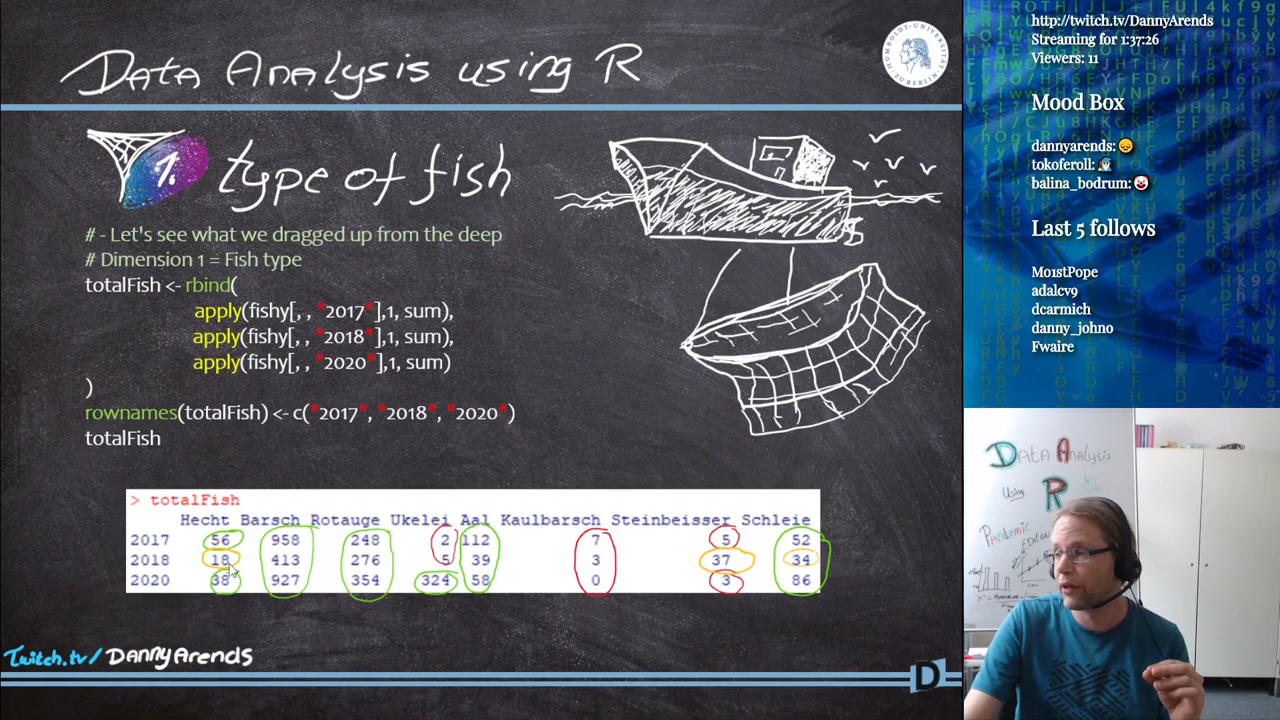 Data Analysis using R
HUMBOLDT-UNIVERSITÄT ZU BERLIN
1. type of fish
# - Let's see what we dragged up from the deep
# Dimension 1 = Fish type
totalFish <- rbind(
apply(fishy[, , "2017"],1, sum),
apply(fishy[, , "2018"],1, sum),
apply(fishy[, , "2020"],1, sum)
)
rownames(totalFish) <- c("2017", "2018", "2020")
totalFish
> totalFish
Hecht Barsch Rotauge Ukelei Aal Kaulbarsch Steinbeisser Schleie
2017 56 958 248 2 112 7 5 52
2018 18 413 276 5 39 3 37 34
2020 38 927 354 324 58 0 3 86
Twitch.tv/DannyArends
D
http://twitch.tv/DannyArends
Streaming for 1:37:26
Viewers: 11
Mood Box
dannyarends:
tokoferoll:
balina_bodrum:
Last 5 follows
Mo1stPope
adalcv9
dcarmich
danny_johno
Fwaire
Data Analysis
Using R
Pandemic